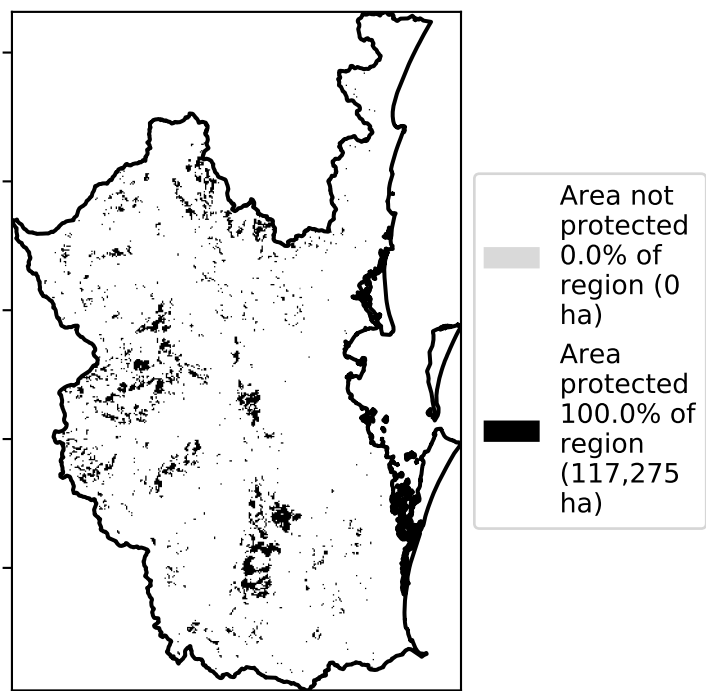 Area not
protected
0.0% of
region (0
ha)
Area
protected
100.0% of
region
(117,275
ha)